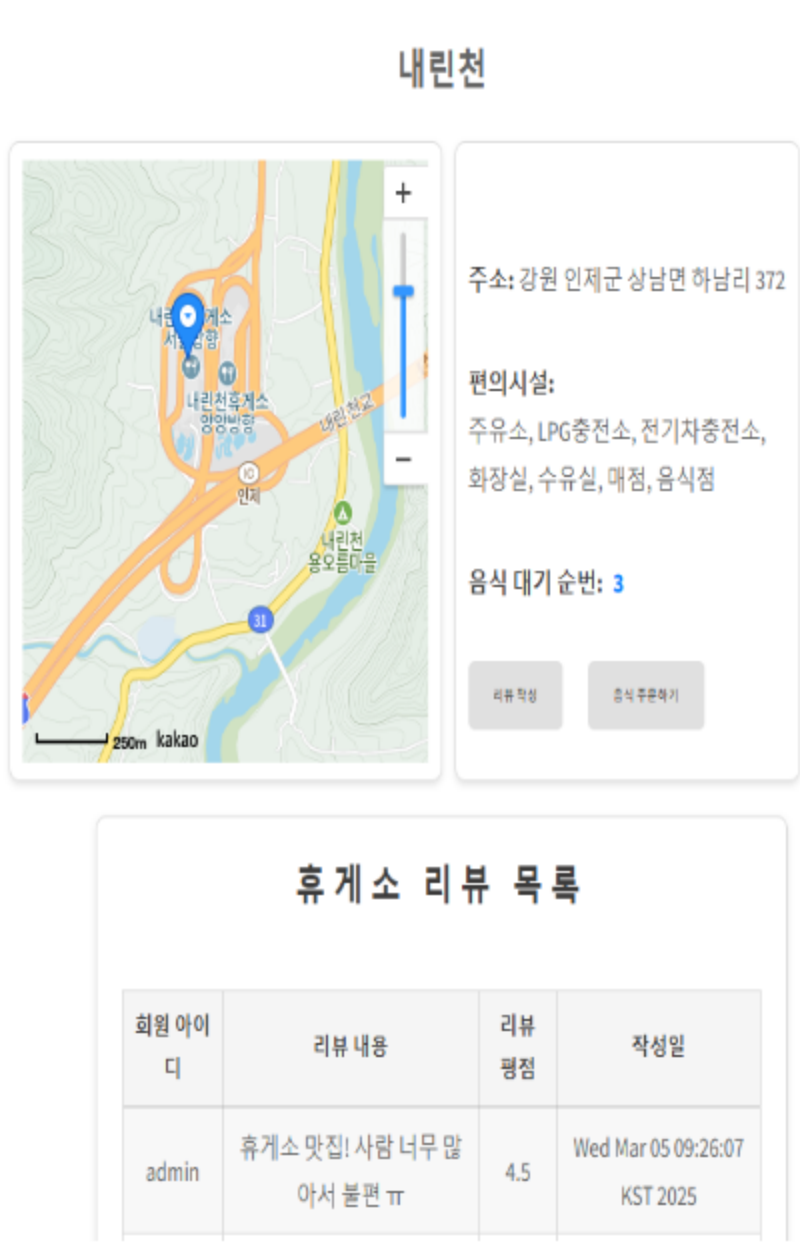 내린천
+
내린천휴게소
서울방향
내린천휴게소
양양방향
내린천교
IC
인제
내린천
용오름마을
31
−
250m kakao
주소: 강원 인제군 상남면 하남리 372
편의시설:
주유소, LPG충전소, 전기차충전소,
화장실, 수유실, 매점, 음식점
음식 대기 순번: 3
리뷰 작성
음식 주문하기
휴게소 리뷰 목록
회원 아이
디
리뷰 내용
리뷰
평점
작성일
admin
휴게소 맛집! 사람 너무 많
아서 불편 ㅠ
4.5
Wed Mar 05 09:26:07
KST 2025